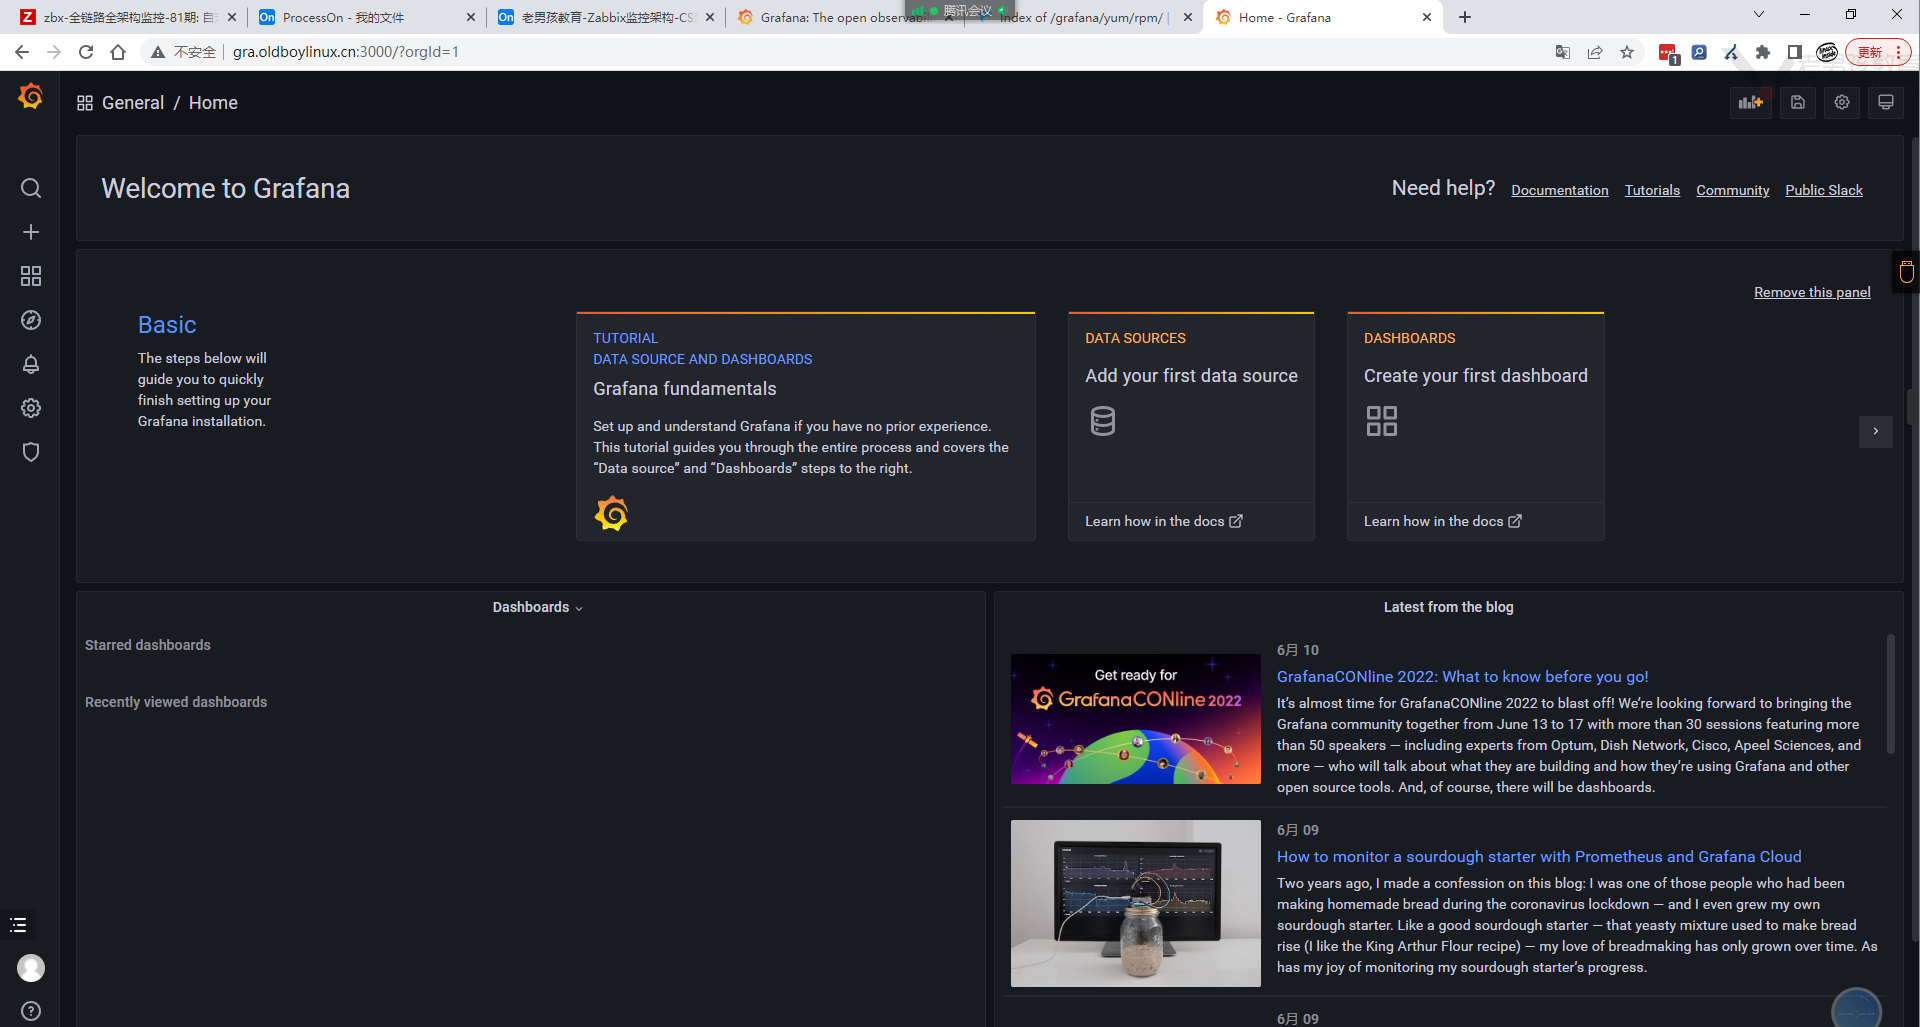 zbx-全链路全架构监控-81期: 自
ProcessOn - 我的文件
老男孩教育-Zabbix监控架构-CS
Grafana: The open observabili
腾讯会议
Index of /grafana/yum/rpm/ |
Home - Grafana
不安全
gra.oldboylinux.cn:3000/?orgId=1
1
更新
General / Home
Welcome to Grafana
Need help?
Documentation
Tutorials
Community
Public Slack
Remove this panel
Basic
The steps below will
guide you to quickly
finish setting up your
Grafana installation.
TUTORIAL
DATA SOURCE AND DASHBOARDS
Grafana fundamentals
Set up and understand Grafana if you have no prior experience.
This tutorial guides you through the entire process and covers the
“Data source” and “Dashboards” steps to the right.
DATA SOURCES
Add your first data source
Learn how in the docs
DASHBOARDS
Create your first dashboard
Learn how in the docs
Dashboards
Starred dashboards
Recently viewed dashboards
Latest from the blog
Get ready for
GrafanaCONline 2022
6月 10
GrafanaCONline 2022: What to know before you go!
It’s almost time for GrafanaCONline 2022 to blast off! We’re looking forward to bringing the
Grafana community together from June 13 to 17 with more than 30 sessions featuring more
than 50 speakers — including experts from Optum, Dish Network, Cisco, Apeel Sciences, and
more — who will talk about what they are building and how they’re using Grafana and other
open source tools. And, of course, there will be dashboards.
6月 09
How to monitor a sourdough starter with Prometheus and Grafana Cloud
Two years ago, I made a confession on this blog: I was one of those people who had been
making homemade bread during the coronavirus lockdown — and I even grew my own
sourdough starter. Like a good sourdough starter — that yeasty mixture used to make bread
rise (I like the King Arthur Flour recipe) — my love of breadmaking has only grown over time. As
has my joy of monitoring my sourdough starter’s progress.
6月 09